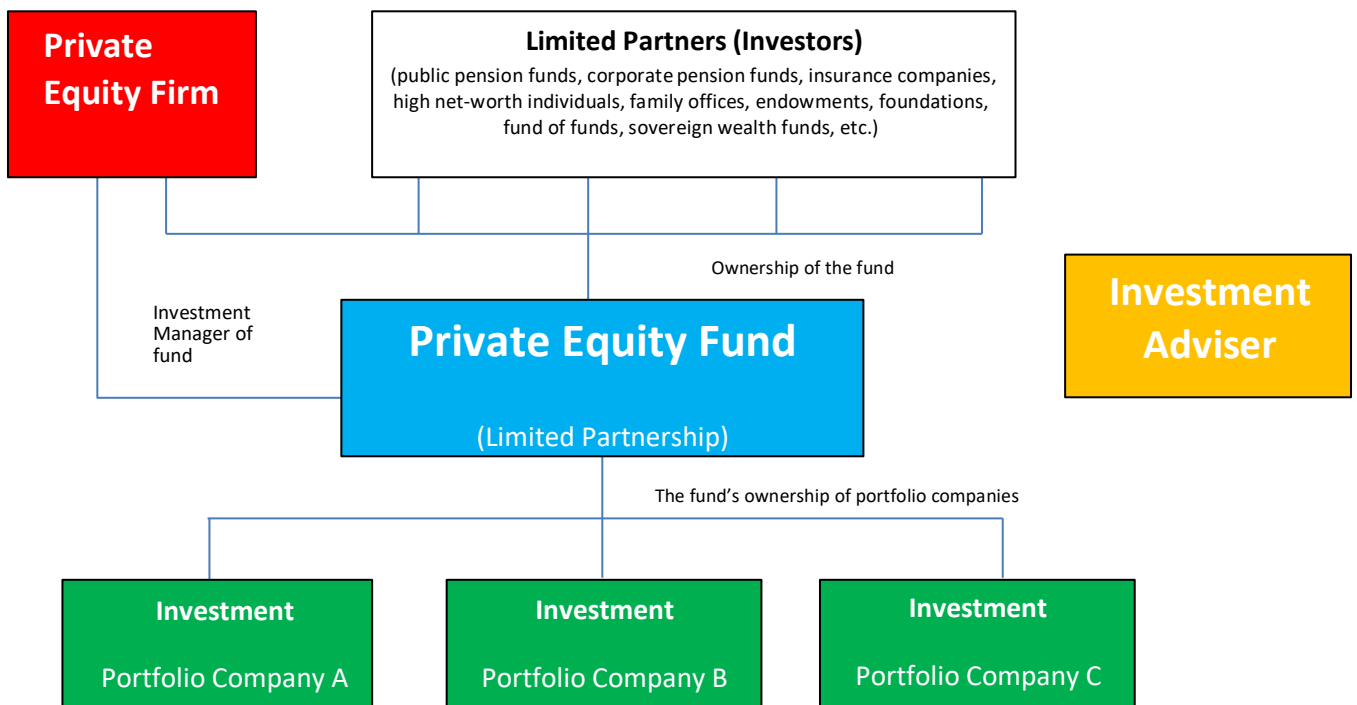 Private
Equity Firm
Limited Partners (Investors)
(public pension funds, corporate pension funds, insurance companies,
high net-worth individuals, family offices, endowments, foundations,
fund of funds, sovereign wealth funds, etc.)
Ownership of the fund
Investment
Manager of
fund
Private Equity Fund
(Limited Partnership)
Investment
Adviser
The fund’s ownership of portfolio companies
Investment
Portfolio Company A
Investment
Portfolio Company B
Investment
Portfolio Company C